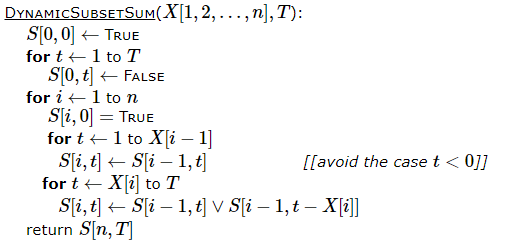 DYNAMICSUBSETSUM(X[1, 2, …, n], T):
S[0, 0] ← TRUE
for t ← 1 to T
S[0, t] ← FALSE
for i ← 1 to n
S[i, 0] = TRUE
for t ← 1 to X[i − 1]
S[i, t] ← S[i − 1, t] [[avoid the case t < 0]]
for t ← X[i] to T
S[i, t] ← S[i − 1, t] ∨ S[i − 1, t − X[i]]
return S[n, T]